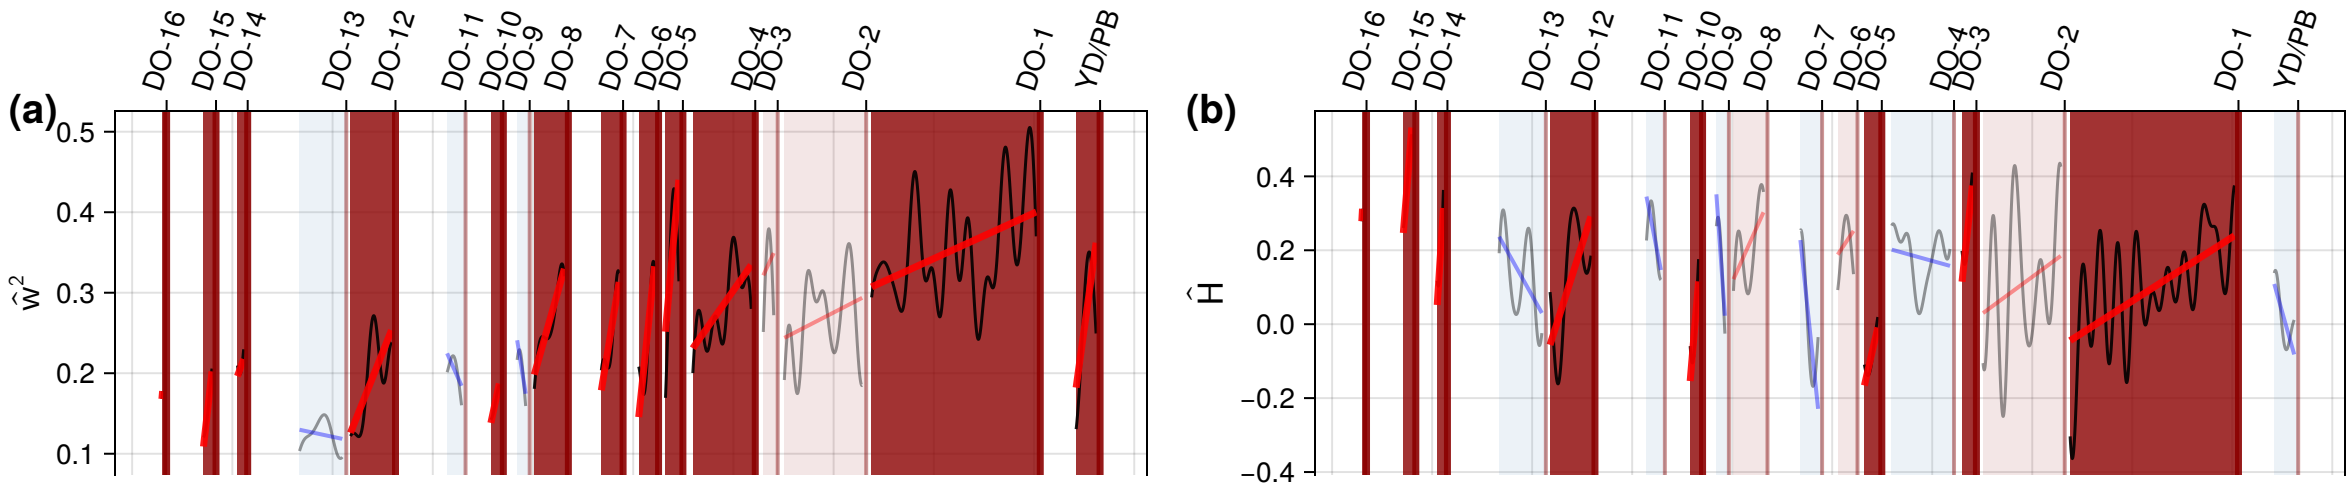 (a)
DO-16 DO-15 DO-14 DO-13 DO-12 DO-11 DO-10 DO-9 DO-8 DO-7 DO-6 DO-5 DO-4 DO-3 DO-2 DO-1 YD/PB
0.5
0.4
0.3
0.2
0.1
ŵ²
(b)
DO-16 DO-15 DO-14 DO-13 DO-12 DO-11 DO-10 DO-9 DO-8 DO-7 DO-6 DO-5 DO-4 DO-3 DO-2 DO-1 YD/PB
0.4
0.2
0.0
−0.2
−0.4
Ĥ